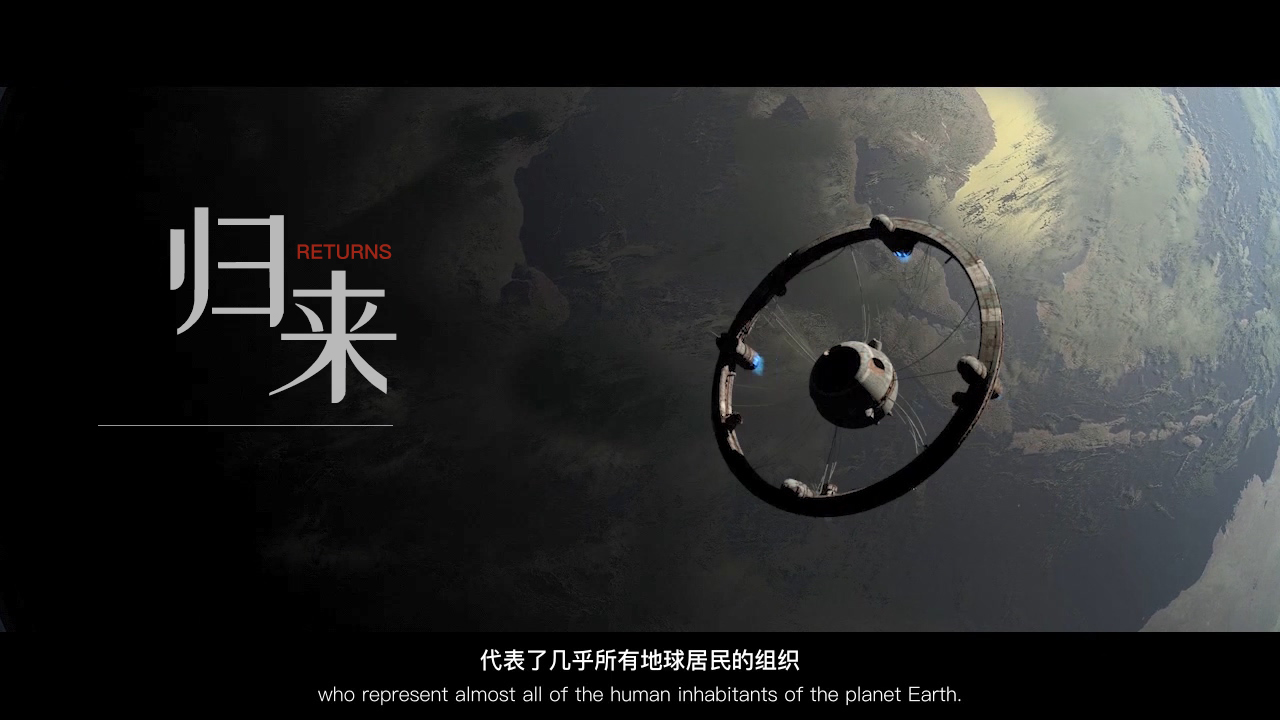 归来
RETURNS
代表了几乎所有地球居民的组织
who represent almost all of the human inhabitants of the planet Earth.